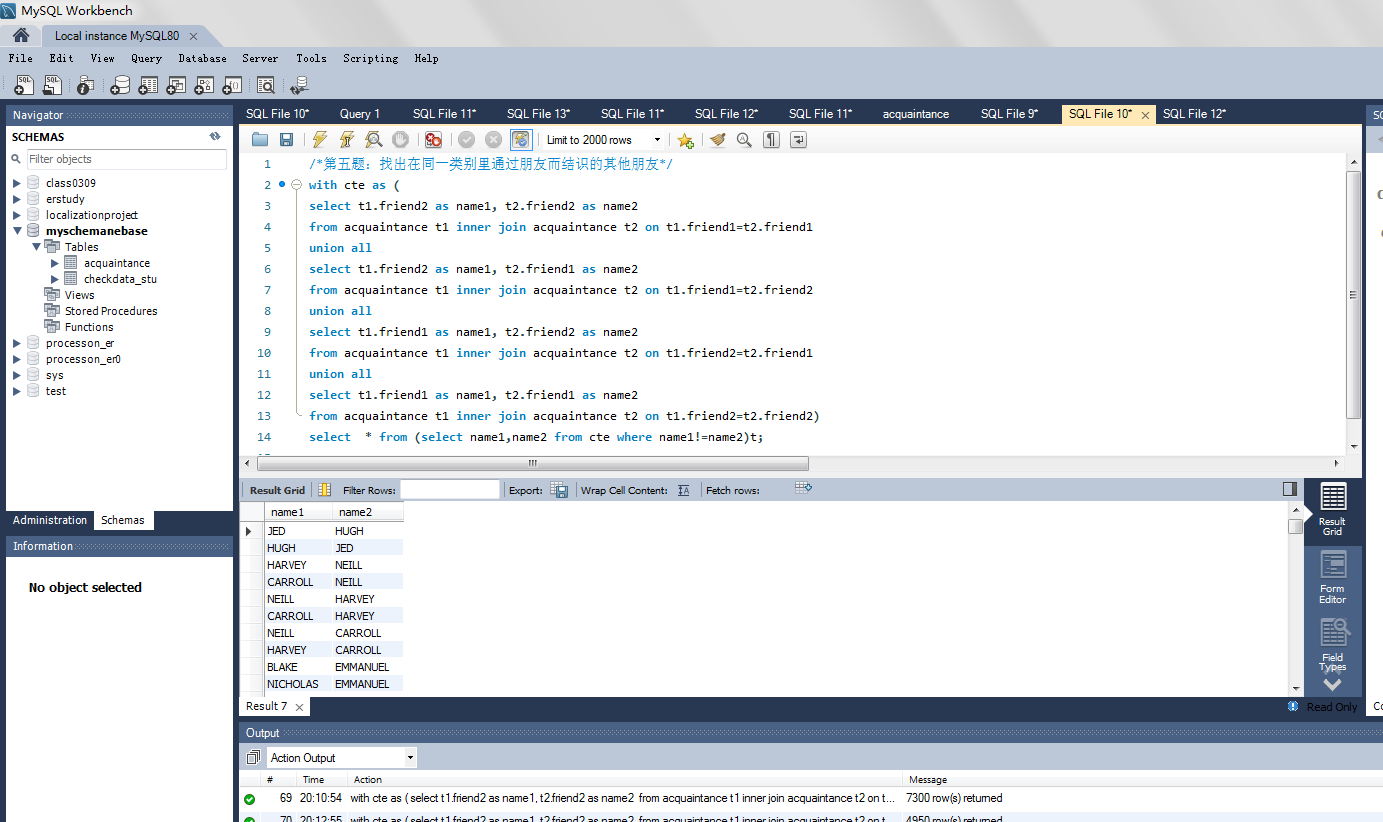 MySQL Workbench
Local instance MySQL80
File Edit View Query Database Server Tools Scripting Help
Navigator
SCHEMAS
Filter objects
class0309
erstudy
localizationproject
myschemanebase
Tables
acquaintance
checkdata_stu
Views
Stored Procedures
Functions
processon_er
processon_er0
sys
test
Administration Schemas
Information
No object selected
SQL File 10* Query 1 SQL File 11* SQL File 13* SQL File 11* SQL File 12* SQL File 11* acquaintance SQL File 9* SQL File 10* SQL File 12*
Limit to 2000 rows
1 /*第五题：找出在同一类别里通过朋友而结识的其他朋友*/
2 with cte as (
3 select t1.friend2 as name1, t2.friend2 as name2
4 from acquaintance t1 inner join acquaintance t2 on t1.friend1=t2.friend1
5 union all
6 select t1.friend2 as name1, t2.friend1 as name2
7 from acquaintance t1 inner join acquaintance t2 on t1.friend1=t2.friend2
8 union all
9 select t1.friend1 as name1, t2.friend2 as name2
10 from acquaintance t1 inner join acquaintance t2 on t1.friend2=t2.friend1
11 union all
12 select t1.friend1 as name1, t2.friend1 as name2
13 from acquaintance t1 inner join acquaintance t2 on t1.friend2=t2.friend2)
14 select  * from (select name1,name2 from cte where name1!=name2)t;
Result Grid Filter Rows: Export: Wrap Cell Content: Fetch rows:
name1 name2
JED HUGH
HUGH JED
HARVEY NEILL
CARROLL NEILL
NEILL HARVEY
CARROLL HARVEY
NEILL CARROLL
HARVEY CARROLL
BLAKE EMMANUEL
NICHOLAS EMMANUEL
Result Grid
Form Editor
Field Types
Result 7
Read Only
Output
Action Output
# Time Action Message
69 20:10:54 with cte as ( select t1.friend2 as name1, t2.friend2 as name2 from acquaintance t1 inner join acquaintance t2 on t... 7300 row(s) returned
70 20:12:55 with cte as ( select t1.friend2 as name1, t2.friend2 as name2 from acquaintance t1 inner join acquaintance t2 on t... 4950 row(s) returned